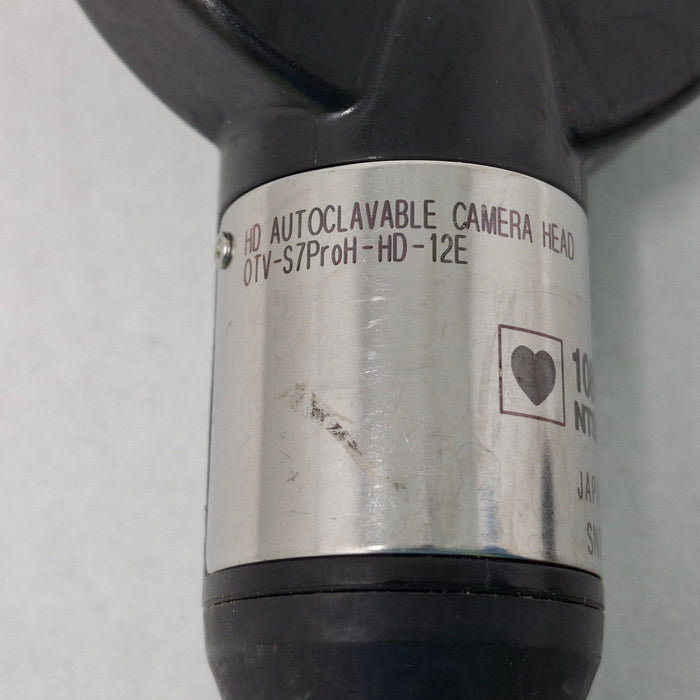 HD AUTOCLAVABLE CAMERA HEAD
OTV-S7ProH-HD-12E